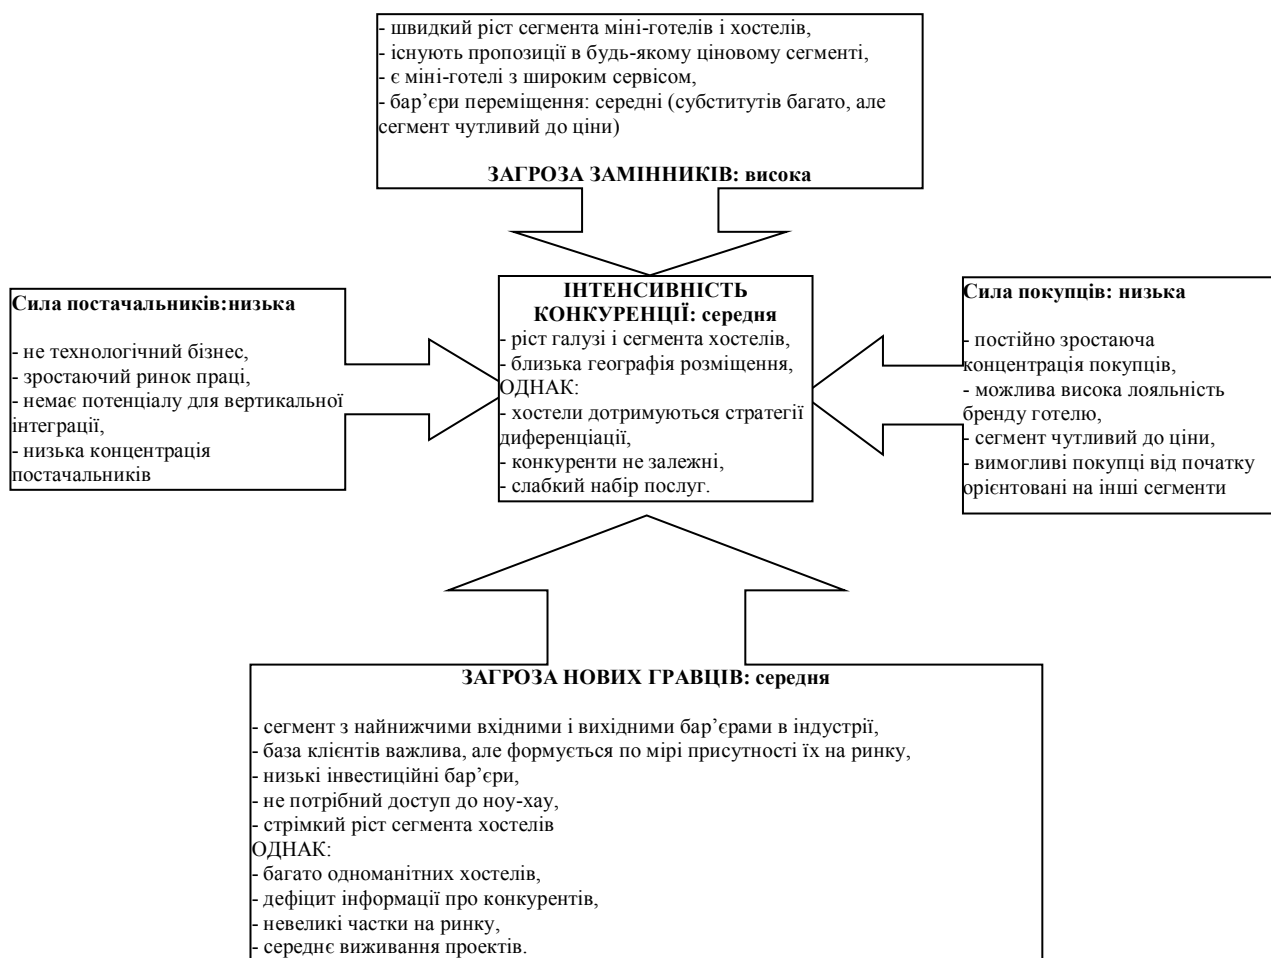 - швидкий ріст сегмента міні-готелів і хостелів,
- існують пропозиції в будь-якому ціновому сегменті,
- є міні-готелі з широким сервісом,
- бар’єри переміщення: середні (субститутів багато, але
сегмент чутливий до ціни)
ЗАГРОЗА ЗАМІННИКІВ: висока
Сила постачальників:низька
- не технологічний бізнес,
- зростаючий ринок праці,
- немає потенціалу для вертикальної
інтеграції,
- низька концентрація
постачальників
ІНТЕНСИВНІСТЬ
КОНКУРЕНЦІЇ: середня
- ріст галузі і сегмента хостелів,
- близька географія розміщення,
ОДНАК:
- хостели дотримуються стратегії
диференціації,
- конкуренти не залежні,
- слабкий набір послуг.
Сила покупців: низька
- постійно зростаюча
концентрація покупців,
- можлива висока лояльність
бренду готелю,
- сегмент чутливий до ціни,
- вимогливі покупці від початку
орієнтовані на інші сегменти
ЗАГРОЗА НОВИХ ГРАВЦІВ: середня
- сегмент з найнижчими вхідними і вихідними бар’єрами в індустрії,
- база клієнтів важлива, але формується по мірі присутності їх на ринку,
- низькі інвестиційні бар’єри,
- не потрібний доступ до ноу-хау,
- стрімкий ріст сегмента хостелів
ОДНАК:
- багато одноманітних хостелів,
- дефіцит інформації про конкурентів,
- невеликі частки на ринку,
- середнє виживання проектів.